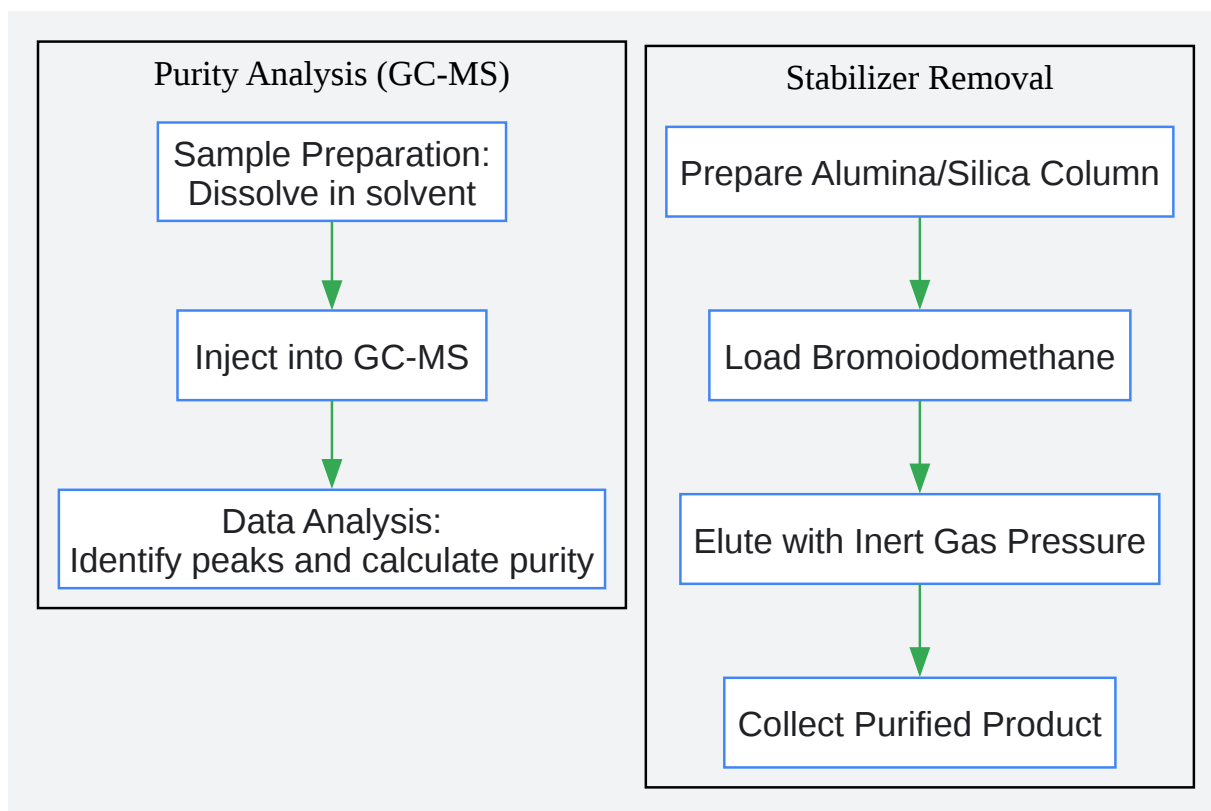 Purity Analysis (GC-MS)
Sample Preparation:
Dissolve in solvent
Inject into GC-MS
Data Analysis:
Identify peaks and calculate purity
Stabilizer Removal
Prepare Alumina/Silica Column
Load Bromoiodomethane
Elute with Inert Gas Pressure
Collect Purified Product